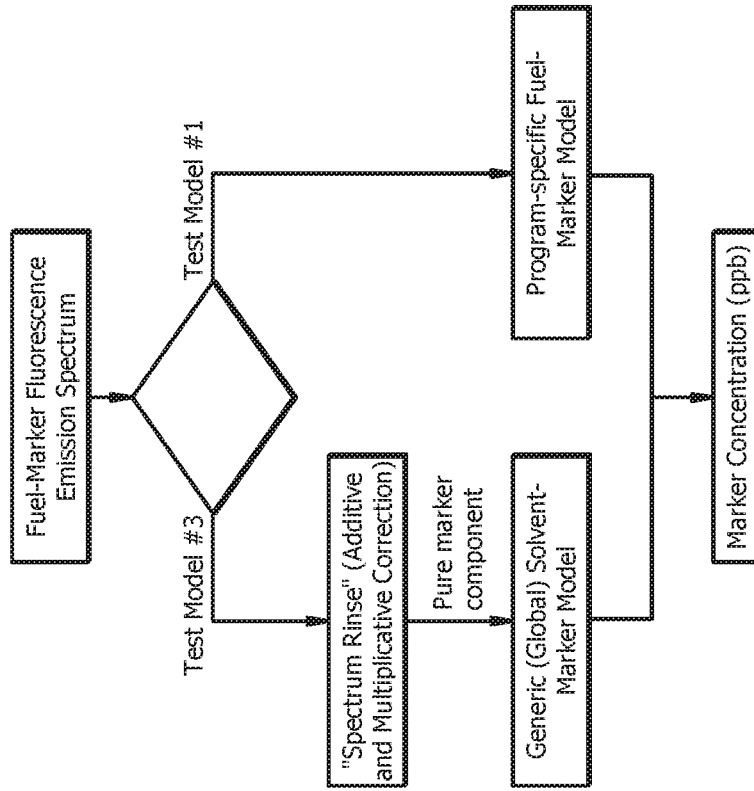 Fuel-Marker Fluorescence
Emission Spectrum
Test Model #3
Test Model #1
"Spectrum Rinse" (Additive
and Multiplicative Correction)
Pure marker
component
Generic (Global) Solvent-
Marker Model
Program-specific Fuel-
Marker Model
Marker Concentration (ppb)